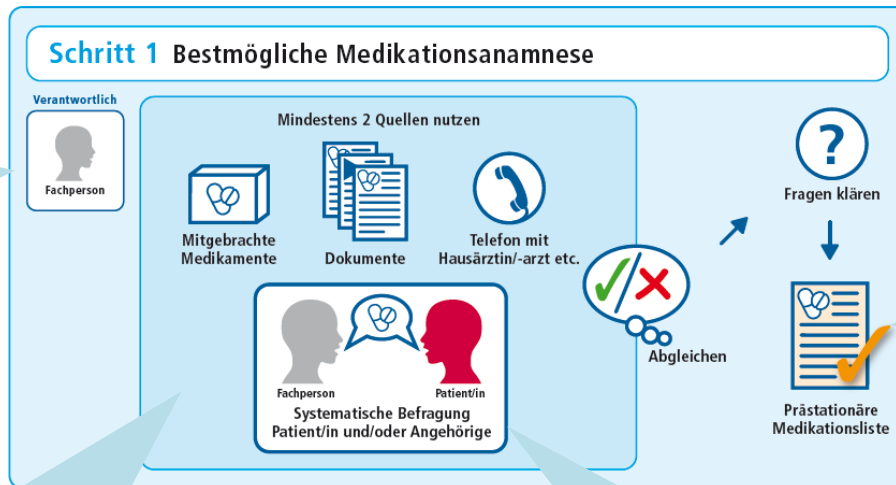 Schritt 1 Bestmögliche Medikationsanamnese
Verantwortlich
Fachperson
Mindestens 2 Quellen nutzen
Mitgebrachte
Medikamente
Dokumente
Telefon mit
Hausärztin/-arzt etc.
Fachperson
Patient/in
Systematische Befragung
Patient/in und/oder Angehörige
Abgleichen
?
Fragen klären
Prästationäre
Medikationsliste